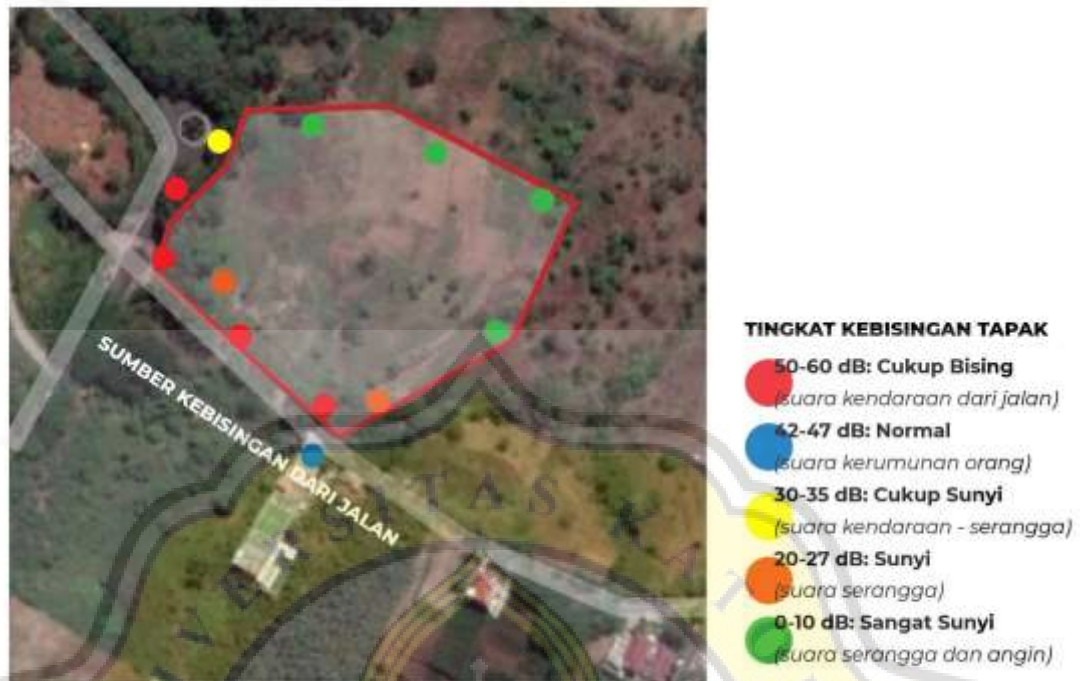 SUMBER KEBISINGAN DARI JALAN
TINGKAT KEBISINGAN TAPAK
50-60 dB: Cukup Bising
(suara kendaraan dari jalan)
42-47 dB: Normal
(suara kerumunan orang)
30-35 dB: Cukup Sunyi
(suara kendaraan - serangga)
20-27 dB: Sunyi
(suara serangga)
0-10 dB: Sangat Sunyi
(suara serangga dan angin)